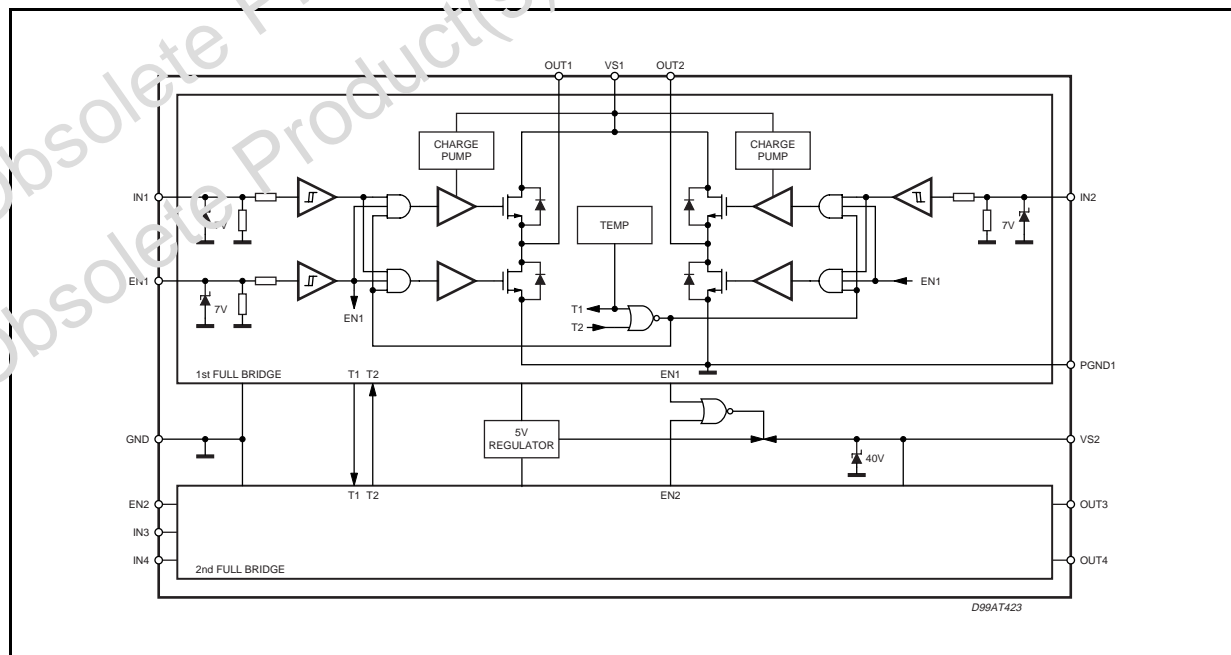 Obsolete Product(s)
Obsolete Product(s)
OUT1 VS1 OUT2
CHARGE PUMP
CHARGE PUMP
IN1
IN2
7V
7V
TEMP
EN1
EN1
7V
EN1
T1
T2
PGND1
1st FULL BRIDGE
T1 T2
EN1
GND
5V REGULATOR
VS2
40V
T1 T2
EN2
EN2
OUT3
IN3
IN4
OUT4
2nd FULL BRIDGE
D99AT423